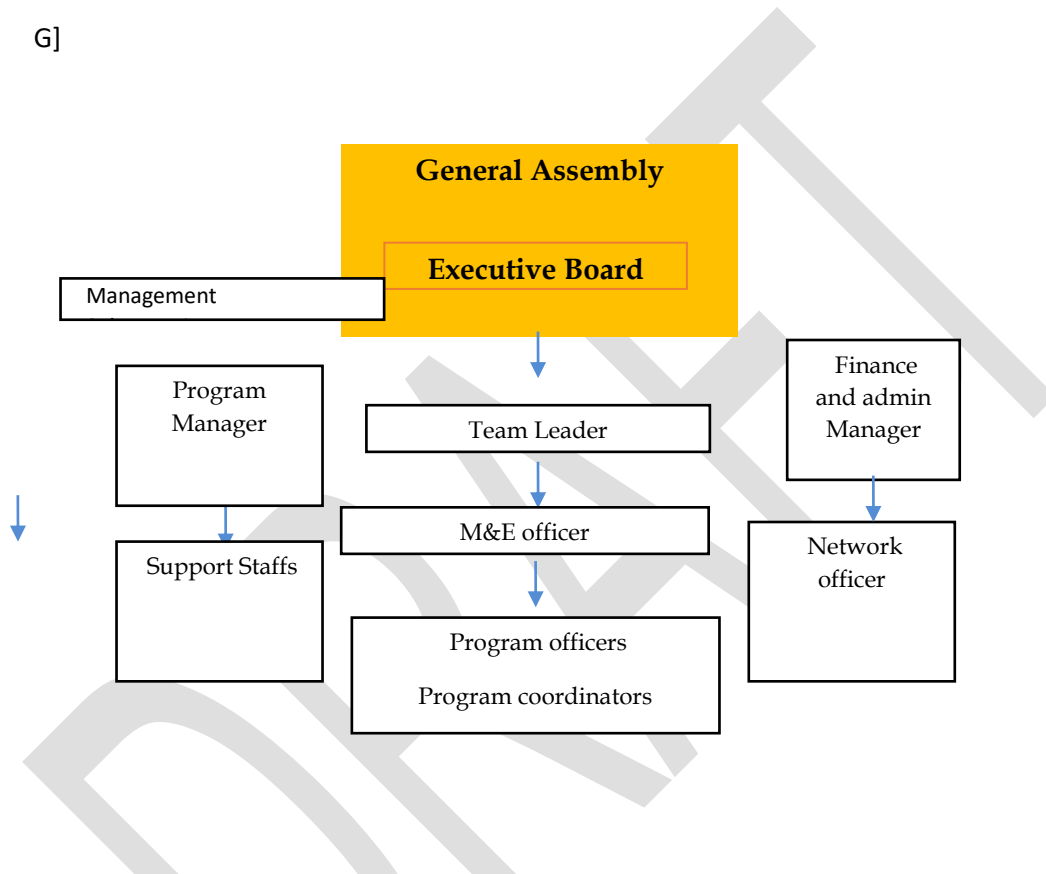 G]
General Assembly
Executive Board
Management
Program
Manager
Finance
and admin
Manager
Team Leader
M&E officer
Support Staffs
Network
officer
Program officers
Program coordinators
DRAFT